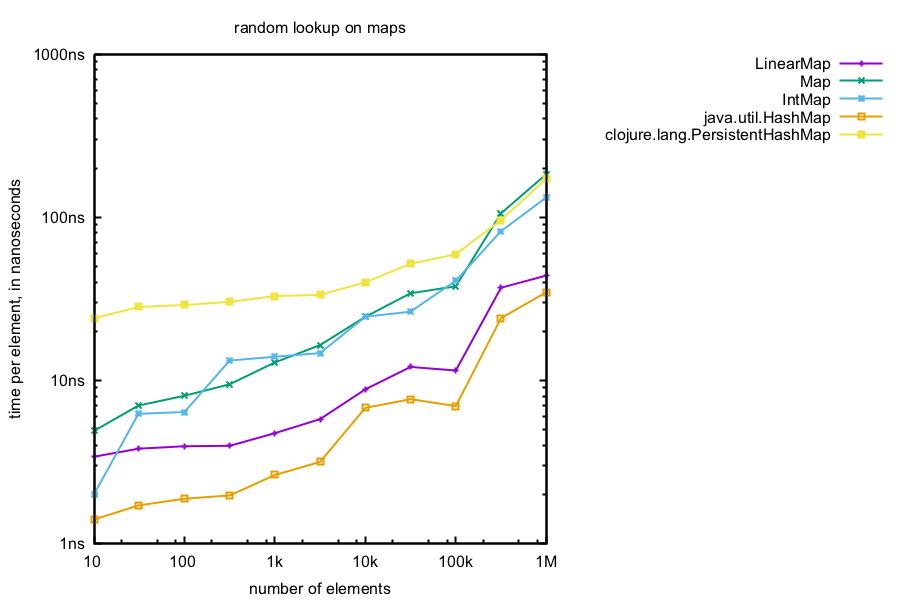 random lookup on maps
1000ns
100ns
10ns
1ns
time per element, in nanoseconds
10 100 1k 10k 100k 1M
number of elements
LinearMap
Map
IntMap
java.util.HashMap
clojure.lang.PersistentHashMap